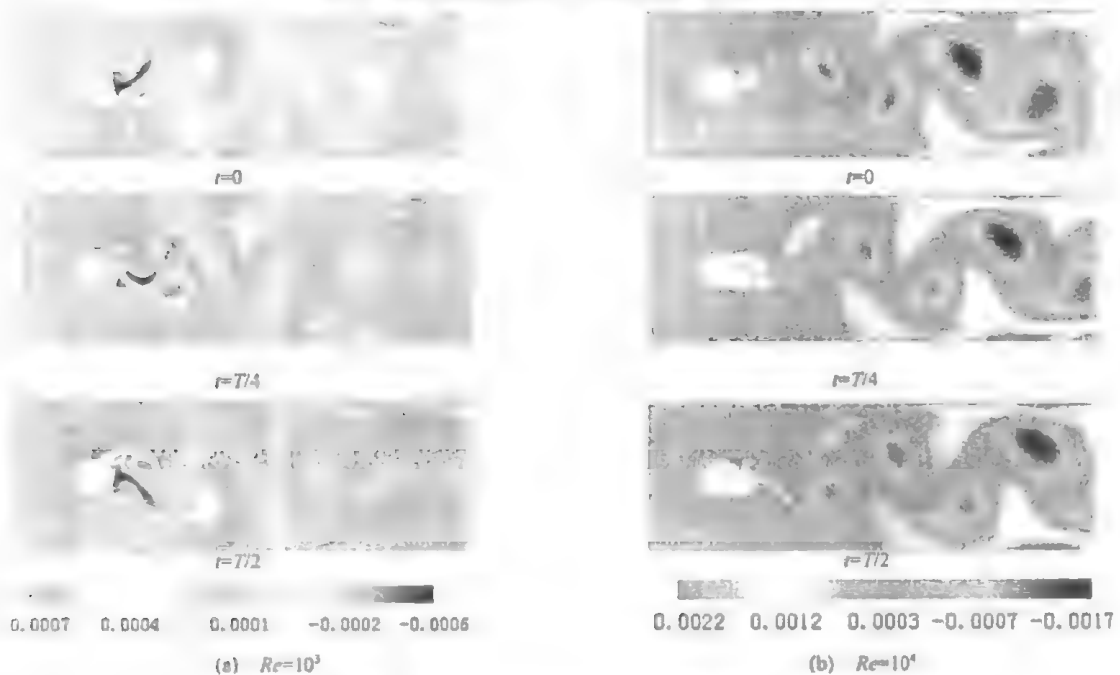 t=0
t=0
t=T/4
t=T/4
t=T/2
t=T/2
0.0007 0.0004 0.0001 -0.0002 -0.0006
0.0022 0.0012 0.0003 -0.0007 -0.0017
(a) Re=10³
(b) Re=10⁴